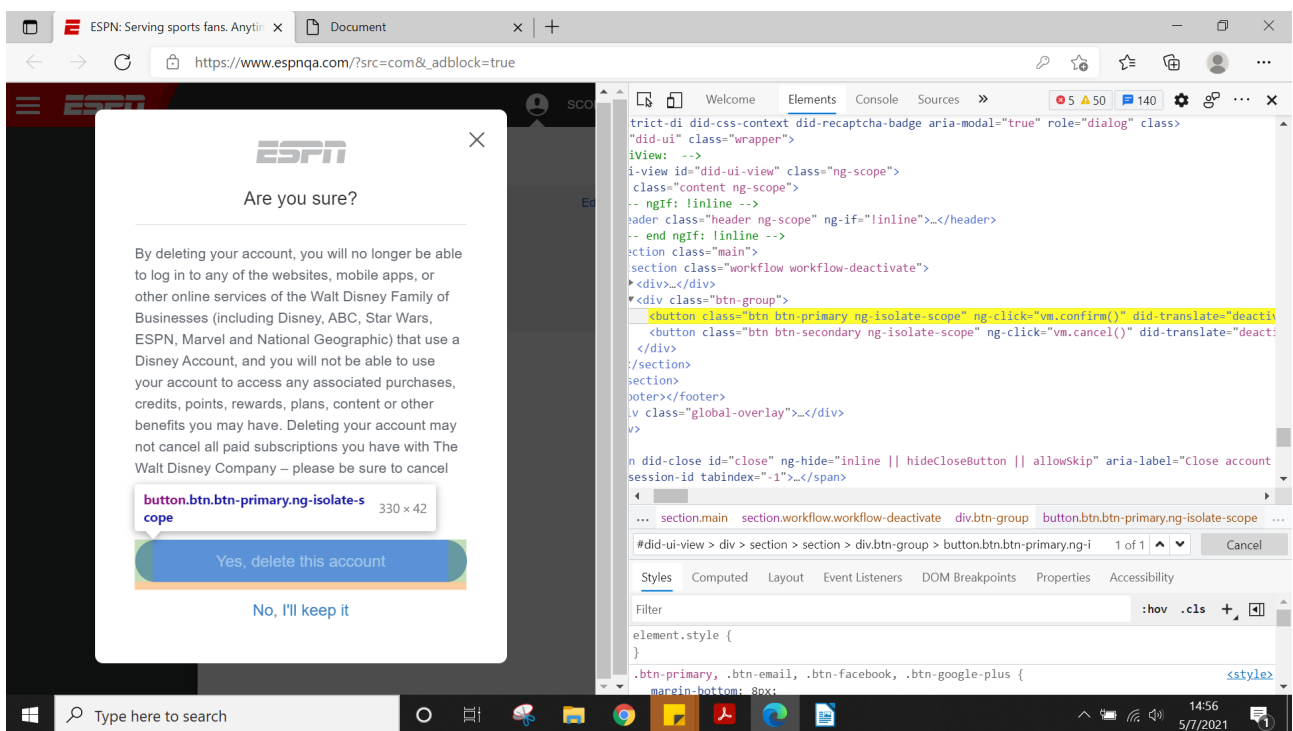 ESPN: Serving sports fans. Anytin
Document
https://www.espnqa.com/?src=com&_adblock=true
ESPN
SCO
Ed
ESPN
Are you sure?
By deleting your account, you will no longer be able
to log in to any of the websites, mobile apps, or
other online services of the Walt Disney Family of
Businesses (including Disney, ABC, Star Wars,
ESPN, Marvel and National Geographic) that use a
Disney Account, and you will not be able to use
your account to access any associated purchases,
credits, points, rewards, plans, content or other
benefits you may have. Deleting your account may
not cancel all paid subscriptions you have with The
Walt Disney Company – please be sure to cancel
button.btn.btn-primary.ng-isolate-s
cope
330 × 42
Yes, delete this account
No, I'll keep it
Welcome Elements Console Sources » 5 50 140
trict-di did-css-context did-recaptcha-badge aria-modal="true" role="dialog" class>
"did-ui" class="wrapper">
iView: -->
i-view id="did-ui-view" class="ng-scope">
class="content ng-scope">
-- ngIf: !inline -->
eader class="header ng-scope" ng-if="!inline">…</header>
-- end ngIf: !inline -->
ection class="main">
section class="workflow workflow-deactivate">
<div>…</div>
<div class="btn-group">
<button class="btn btn-primary ng-isolate-scope" ng-click="vm.confirm()" did-translate="deactiv
<button class="btn btn-secondary ng-isolate-scope" ng-click="vm.cancel()" did-translate="deacti
</div>
/section>
section>
ooter></footer>
iv class="global-overlay">…</div>
v>
n did-close id="close" ng-hide="inline || hideCloseButton || allowSkip" aria-label="Close account
session-id tabindex="-1">…</span>
... section.main section.workflow.workflow-deactivate div.btn-group button.btn.btn-primary.ng-isolate-scope ...
#did-ui-view > div > section > section > div.btn-group > button.btn.btn-primary.ng-i 1 of 1 Cancel
Styles Computed Layout Event Listeners DOM Breakpoints Properties Accessibility
Filter :hov .cls +
element.style {
}
.btn-primary, .btn-email, .btn-facebook, .btn-google-plus { <style>
margin-bottom: 8px;
Type here to search
14:56
5/7/2021
1